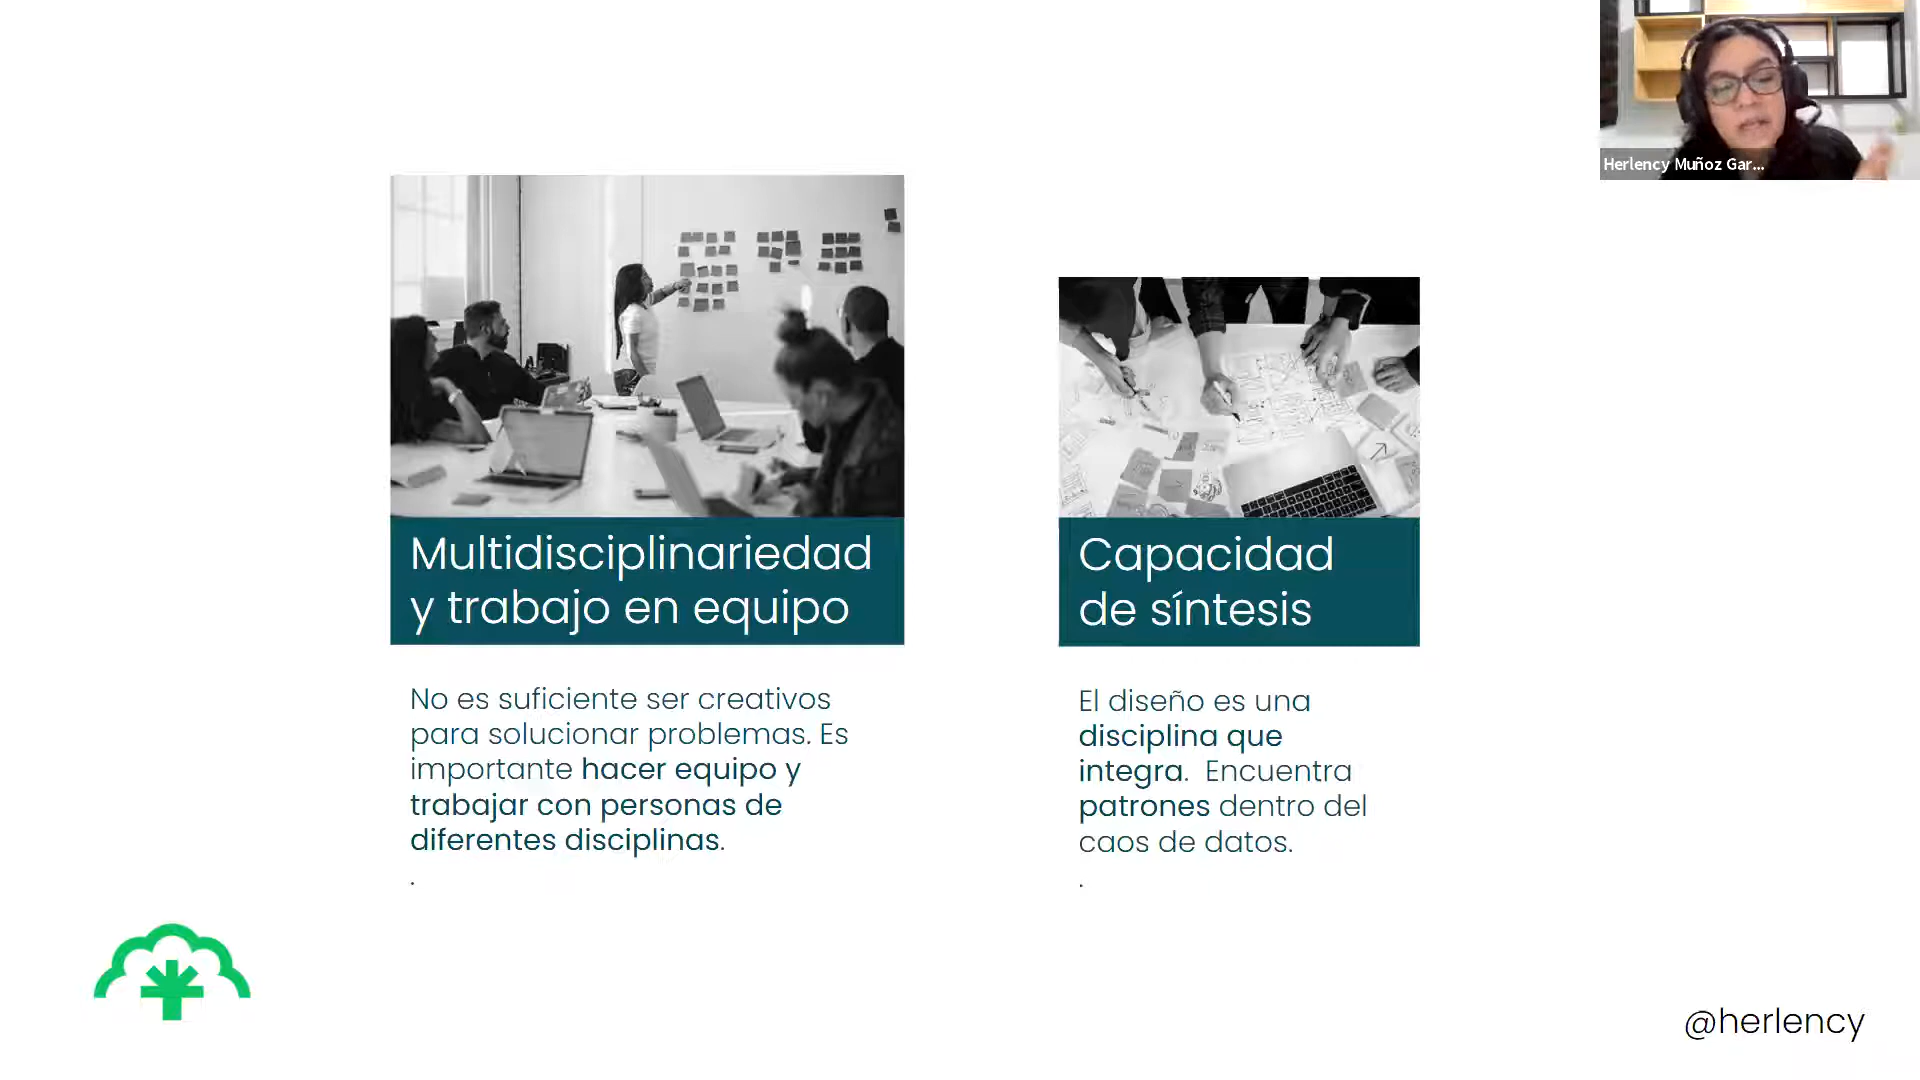 Herlency Muñoz Gar...
Multidisciplinariedad
y trabajo en equipo
No es suficiente ser creativos
para solucionar problemas. Es
importante hacer equipo y
trabajar con personas de
diferentes disciplinas.
.
Capacidad
de síntesis
El diseño es una
disciplina que
integra.  Encuentra
patrones dentro del
caos de datos.
.
@herlency